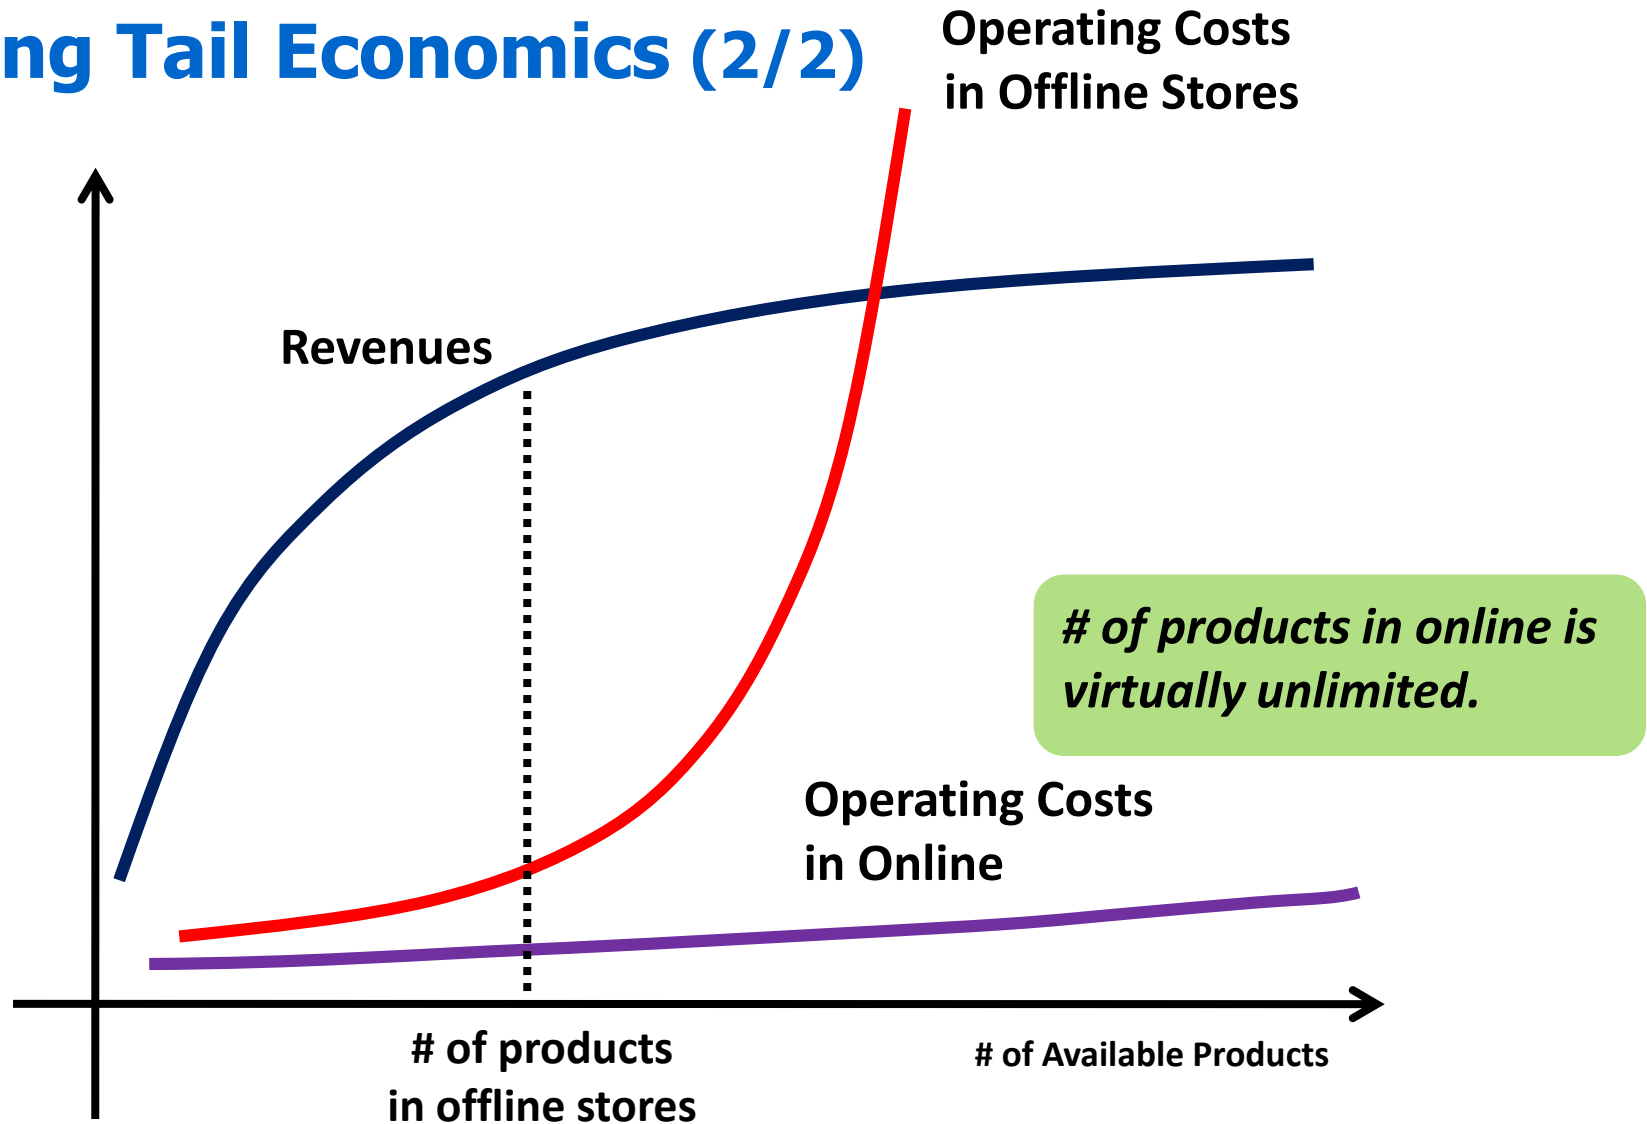 ng Tail Economics (2/2)
Operating Costs
in Offline Stores
Revenues
# of products in online is
virtually unlimited.
Operating Costs
in Online
# of products
in offline stores
# of Available Products